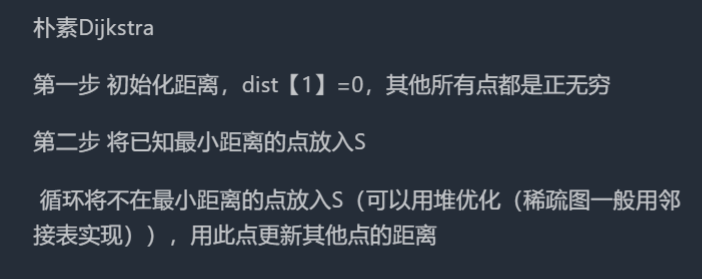 朴素Dijkstra
第一步 初始化距离，dist【1】=0，其他所有点都是正无穷
第二步 将已知最小距离的点放入S
循环将不在最小距离的点放入S（可以用堆优化（稀疏图一般用邻
接表实现）），用此点更新其他点的距离